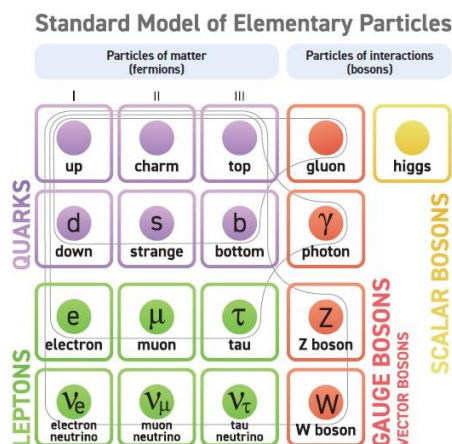 Standard Model of Elementary Particles
Particles of matter
(fermions)
Particles of interactions
(bosons)
I
II
III
up
charm
top
gluon
higgs
QUARKS
d
down
s
strange
b
bottom
γ
photon
SCALAR BOSONS
LEPTONS
e
electron
μ
muon
τ
tau
Z
Z boson
GAUGE BOSONS
VECTOR BOSONS
νe
electron
neutrino
νμ
muon
neutrino
ντ
tau
neutrino
W
W boson